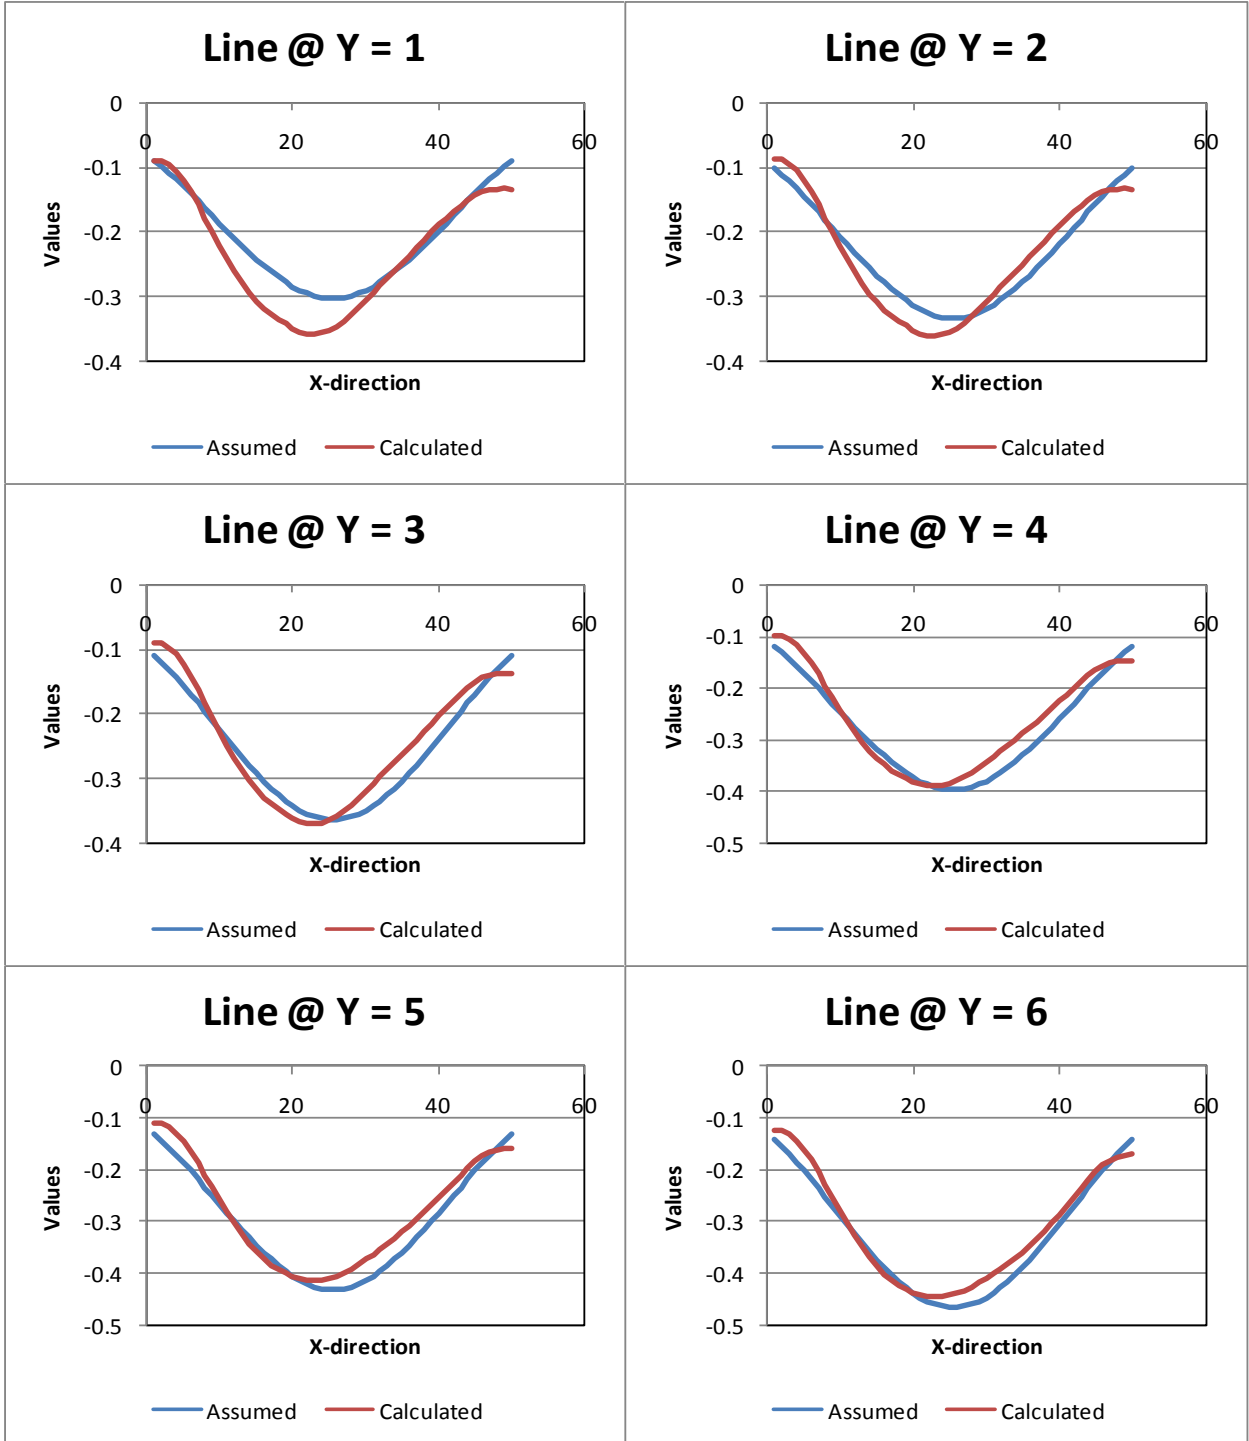 Line @ Y = 1
0
0 20 40 60
-0.1
-0.2
-0.3
-0.4
Values
X-direction
Assumed Calculated
Line @ Y = 2
0
0 20 40 60
-0.1
-0.2
-0.3
-0.4
Values
X-direction
Assumed Calculated
Line @ Y = 3
0
0 20 40 60
-0.1
-0.2
-0.3
-0.4
Values
X-direction
Assumed Calculated
Line @ Y = 4
0
0 20 40 60
-0.1
-0.2
-0.3
-0.4
-0.5
Values
X-direction
Assumed Calculated
Line @ Y = 5
0
0 20 40 60
-0.1
-0.2
-0.3
-0.4
-0.5
Values
X-direction
Assumed Calculated
Line @ Y = 6
0
0 20 40 60
-0.1
-0.2
-0.3
-0.4
-0.5
Values
X-direction
Assumed Calculated